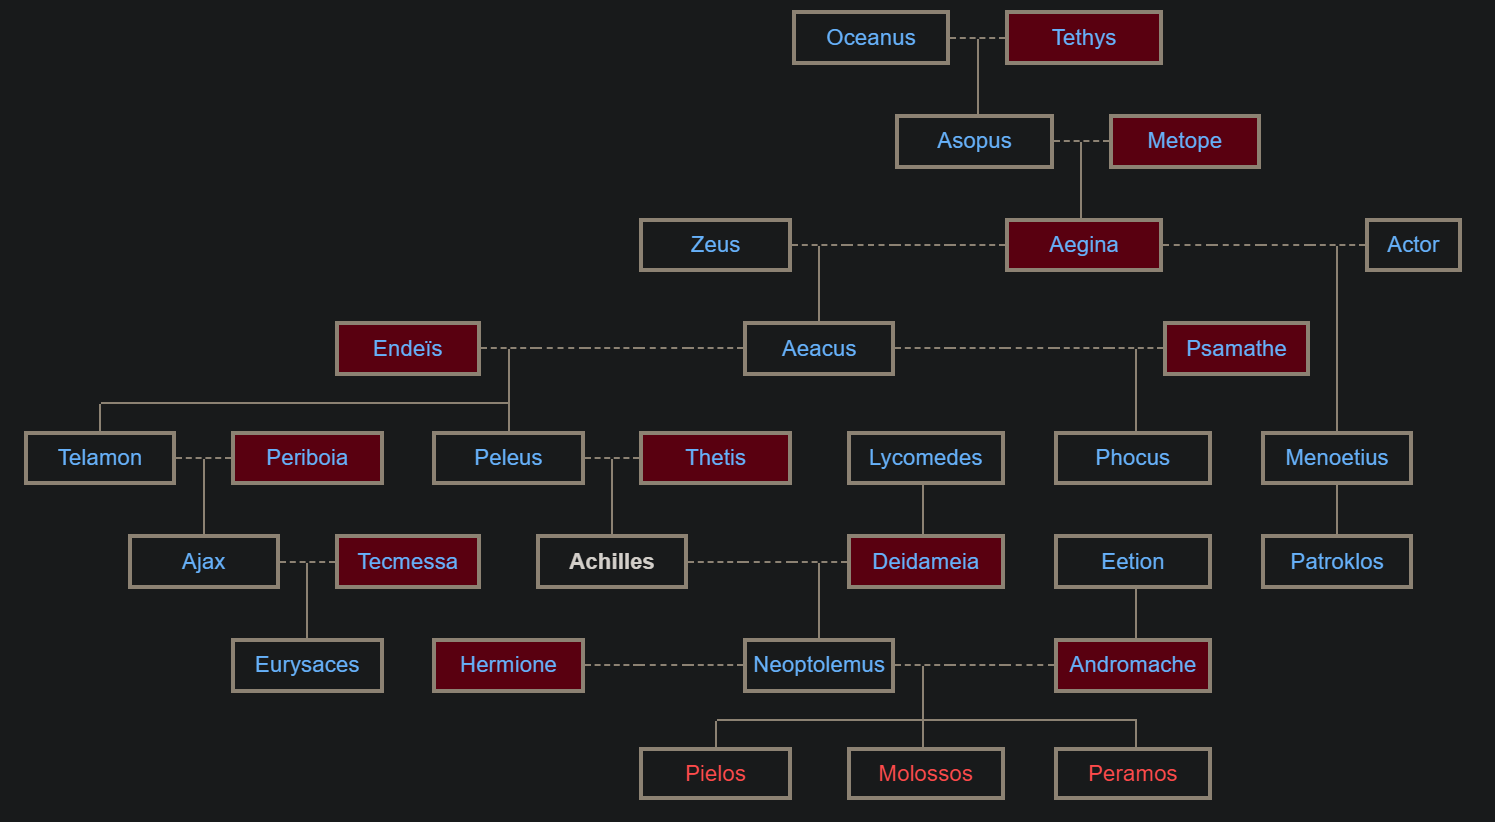 Oceanus
Tethys
Asopus
Metope
Zeus
Aegina
Actor
Endeïs
Aeacus
Psamathe
Telamon
Periboia
Peleus
Thetis
Lycomedes
Phocus
Menoetius
Ajax
Tecmessa
Achilles
Deidameia
Eetion
Patroklos
Eurysaces
Hermione
Neoptolemus
Andromache
Pielos
Molossos
Peramos